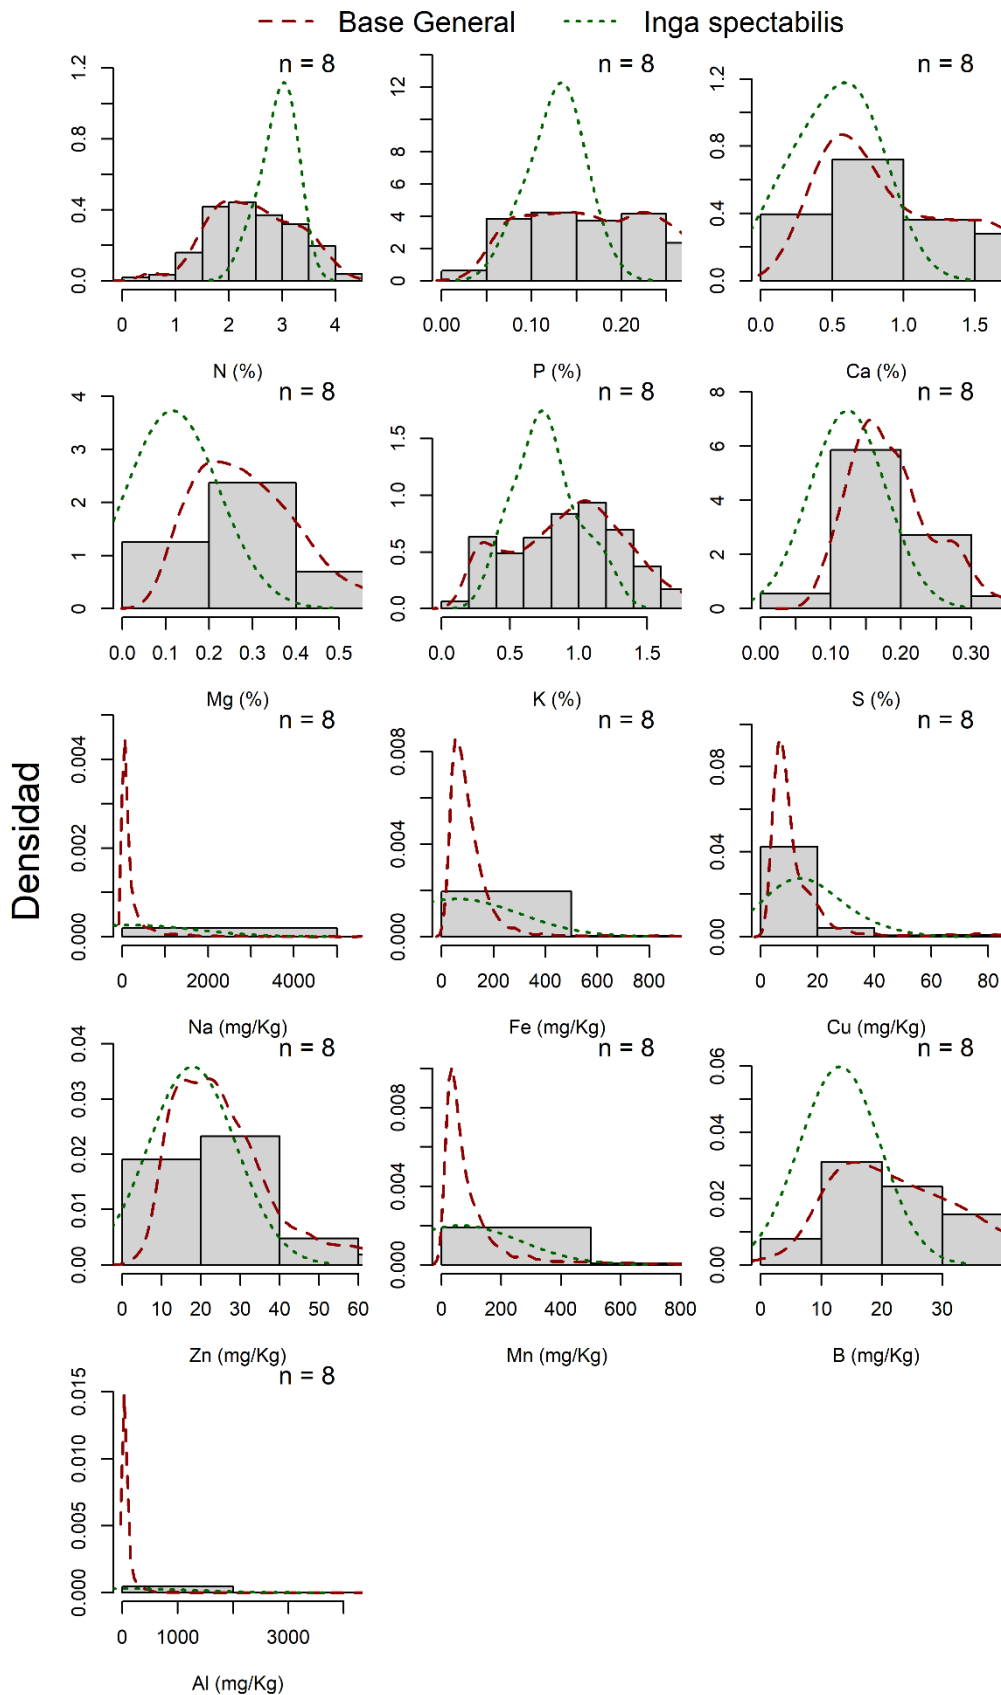 Base General Inga spectabilis
n = 8 n = 8 n = 8
0.0 0.4 0.8 1.2 0 2 4 6 8 12 14 0.0 0.4 0.8 1.2
0 1 2 3 4 0.00 0.10 0.20 0.0 0.5 1.0 1.5
N (%) P (%) Ca (%)
n = 8 n = 8 n = 8
0 1 2 3 4 0.0 0.5 1.0 1.5 0 2 4 6 8
0.0 0.1 0.2 0.3 0.4 0.5 0.5 1.0 1.5 0.00 0.10 0.20 0.30
Mg (%) K (%) S (%)
n = 8 n = 8 n = 8
Densidad
0.000 0.002 0.004 0.000 0.004 0.008 0.00 0.04 0.08
0 2000 4000 0 200 400 600 800 0 20 40 60 80
Na (mg/Kg) Fe (mg/Kg) Cu (mg/Kg)
n = 8 n = 8 n = 8
0.00 0.01 0.02 0.03 0.04 0.000 0.004 0.008 0.00 0.02 0.04 0.06
0 10 20 30 40 50 60 0 200 400 600 800 0 10 20 30
Zn (mg/Kg) Mn (mg/Kg) B (mg/Kg)
n = 8
0.000 0.005 0.010 0.015
0 1000 3000
Al (mg/Kg)